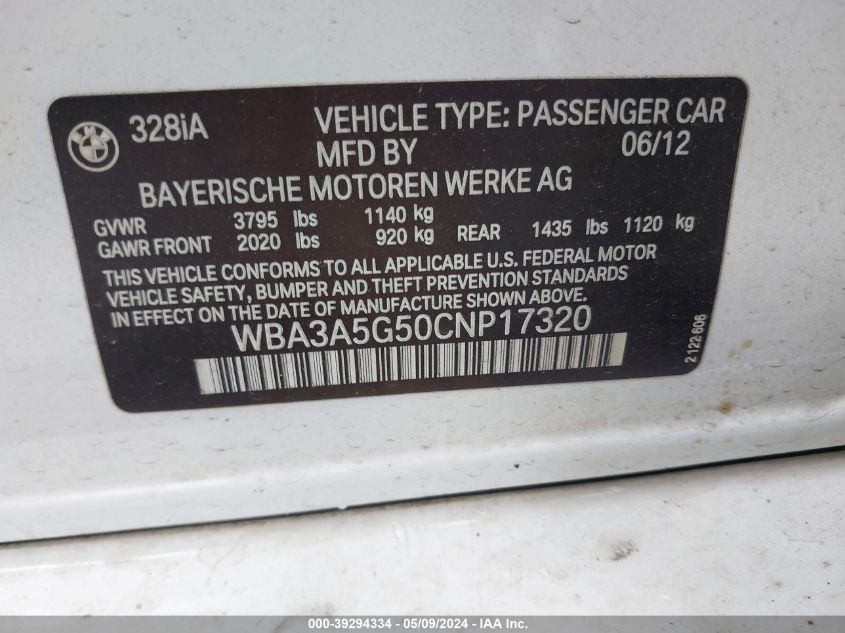 BMW
328iA VEHICLE TYPE: PASSENGER CAR
MFD BY 06/12
BAYERISCHE MOTOREN WERKE AG
GVWR 3795 lbs 1140 kg
GAWR FRONT 2020 lbs 920 kg REAR 1435 lbs 1120 kg
THIS VEHICLE CONFORMS TO ALL APPLICABLE U.S. FEDERAL MOTOR
VEHICLE SAFETY, BUMPER AND THEFT PREVENTION STANDARDS
IN EFFECT ON THE DATE OF MANUFACTURE SHOWN ABOVE.
WBA3A5G50CNP17320
2 122 606
000-39294334 - 05/09/2024 - IAA Inc.